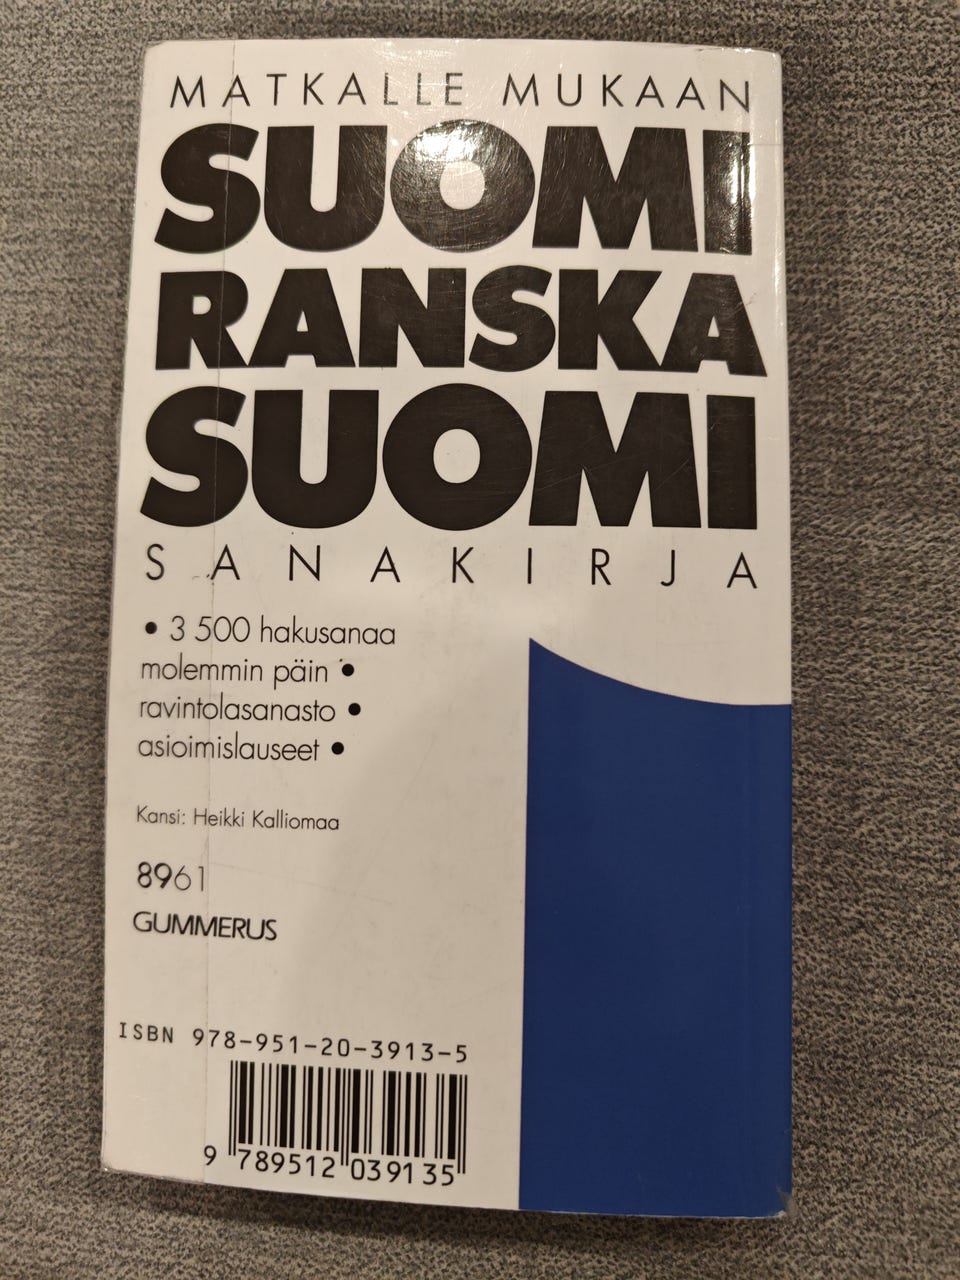 MATKALLE MUKAAN
SUOMI
RANSKA
SUOMI
SANAKIRJA
• 3 500 hakusanaa
molemmin päin •
ravintolasanasto •
asioimislauseet •
Kansi: Heikki Kalliomaa
8961
GUMMERUS
ISBN 978-951-20-3913-5
9 789512 039135